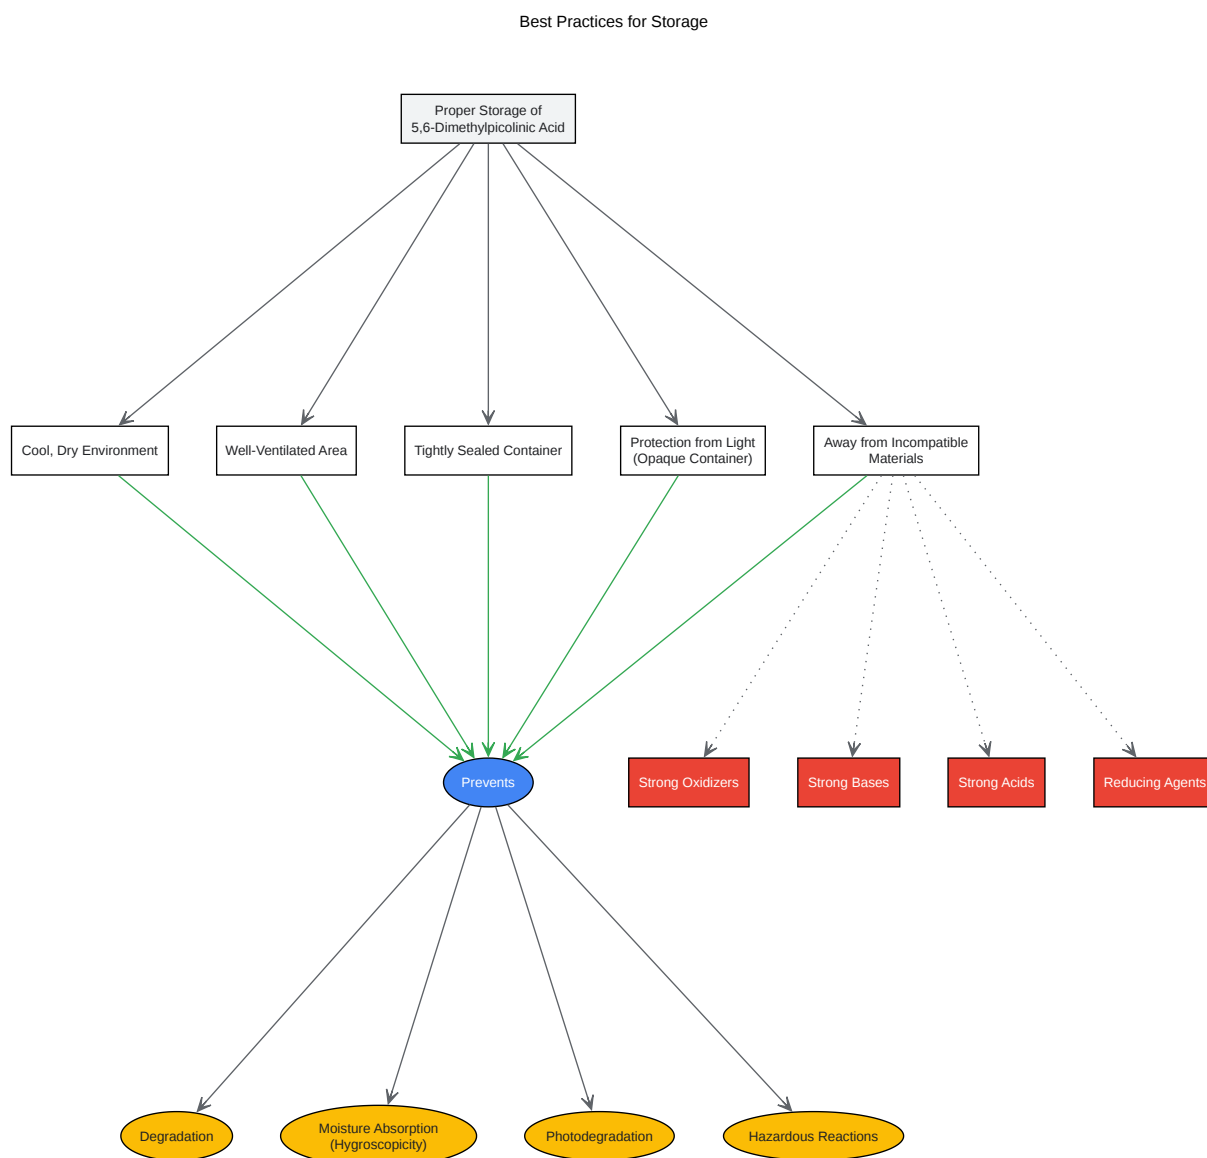 Best Practices for Storage
Proper Storage of
5,6-Dimethylpicolinic Acid
Cool, Dry Environment
Well-Ventilated Area
Tightly Sealed Container
Protection from Light
(Opaque Container)
Away from Incompatible
Materials
Prevents
Strong Oxidizers
Strong Bases
Strong Acids
Reducing Agents
Degradation
Moisture Absorption
(Hygroscopicity)
Photodegradation
Hazardous Reactions